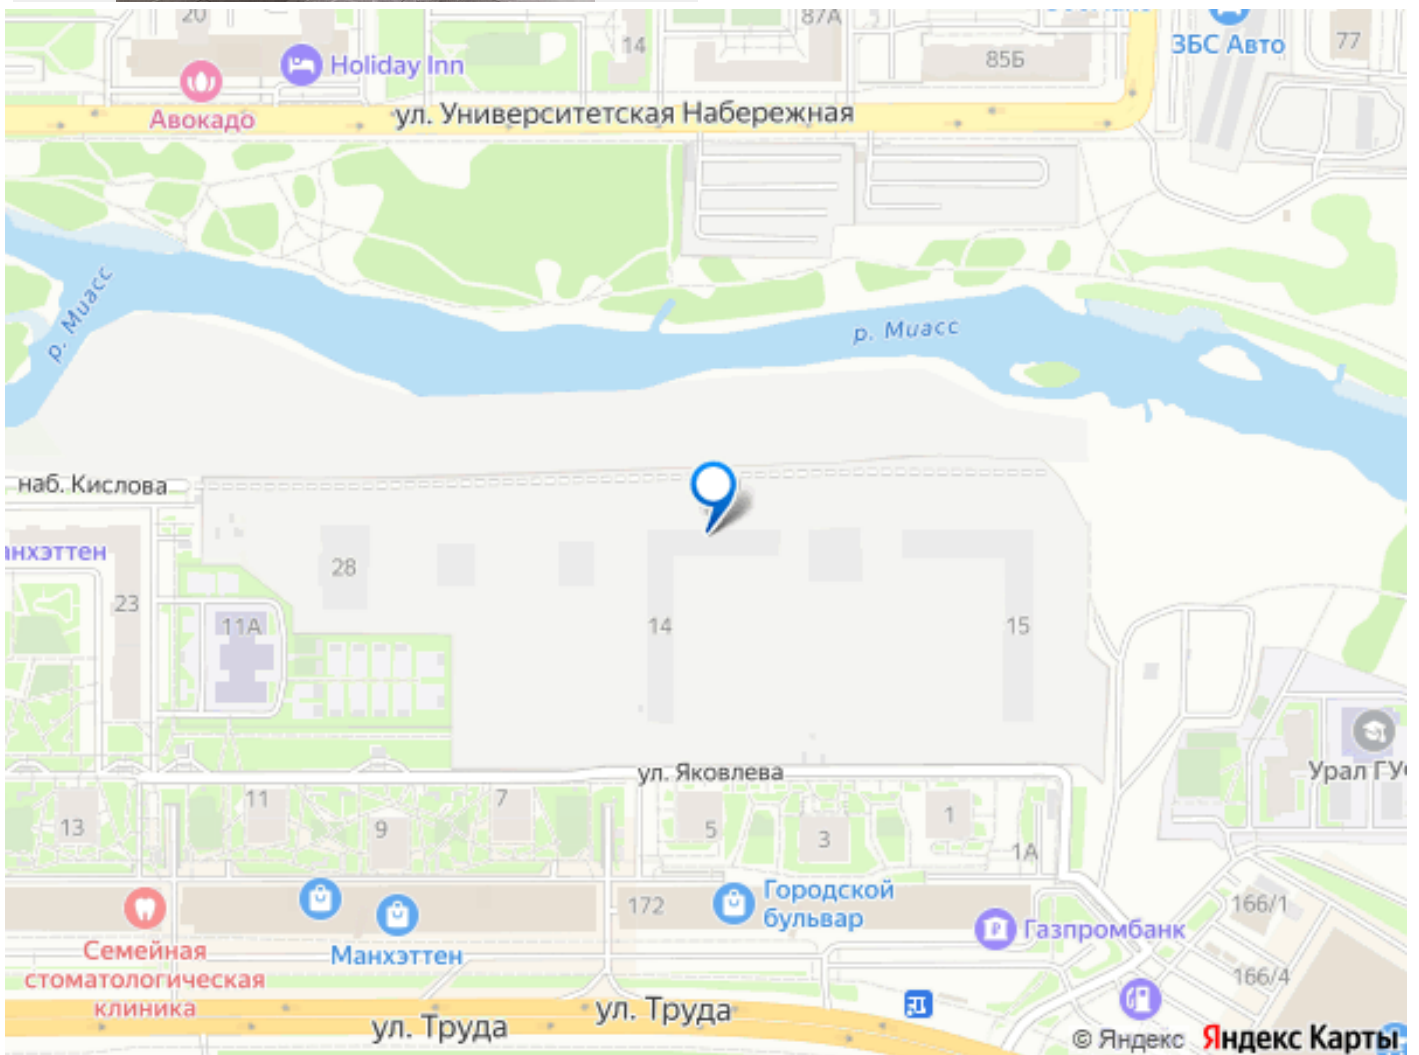 20
87А
14
Holiday Inn
85Б
ЗБС Авто
77
Авокадо
ул. Университетская Набережная
р. Миасс
р. Миасс
наб. Кислова
анхэттен
28
23
11А
14
15
ул. Яковлева
Урал ГУФ
13
11
9
7
5
3
1
1А
172
Городской
бульвар
166/1
Газпромбанк
Семейная
стоматологическая
клиника
Манхэттен
166/4
ул. Труда
ул. Труда
© Яндекс Яндекс Карты